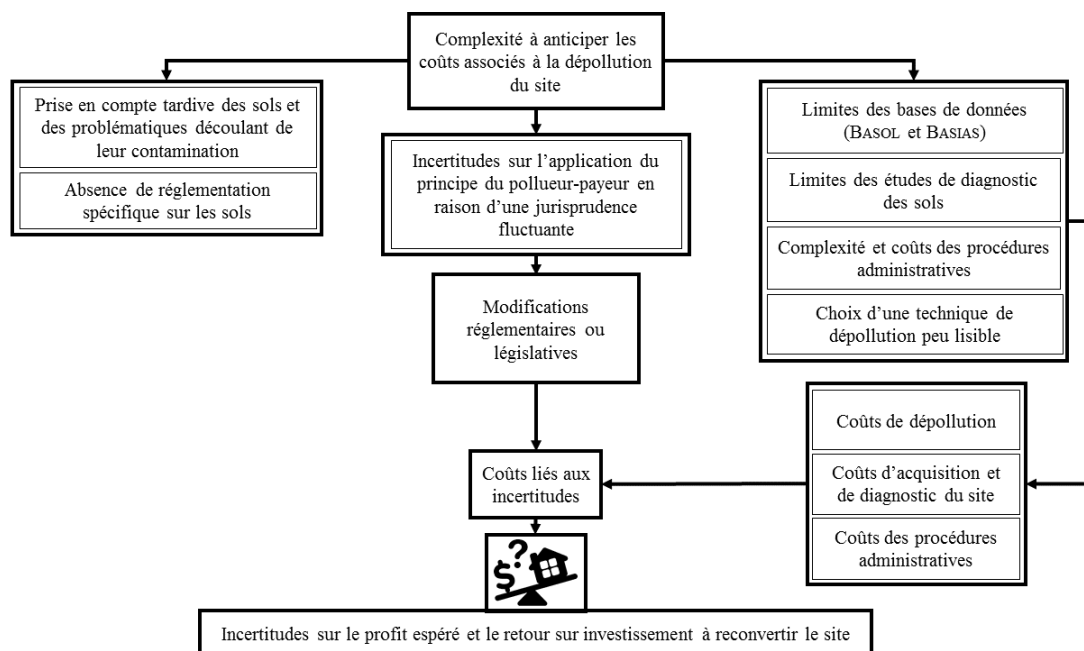 Complexité à anticiper les
coûts associés à la dépollution
du site
Prise en compte tardive des sols et
des problématiques découlant de
leur contamination
Absence de réglementation
spécifique sur les sols
Incertitudes sur l’application du
principe du pollueur-payeur en
raison d’une jurisprudence
fluctuante
Limites des bases de données
(BASOL et BASIAS)
Limites des études de diagnostic
des sols
Complexité et coûts des procédures
administratives
Choix d’une technique de
dépollution peu lisible
Modifications
réglementaires ou
législatives
Coûts de dépollution
Coûts d’acquisition et
de diagnostic du site
Coûts des procédures
administratives
Coûts liés aux
incertitudes
$?
Incertitudes sur le profit espéré et le retour sur investissement à reconvertir le site